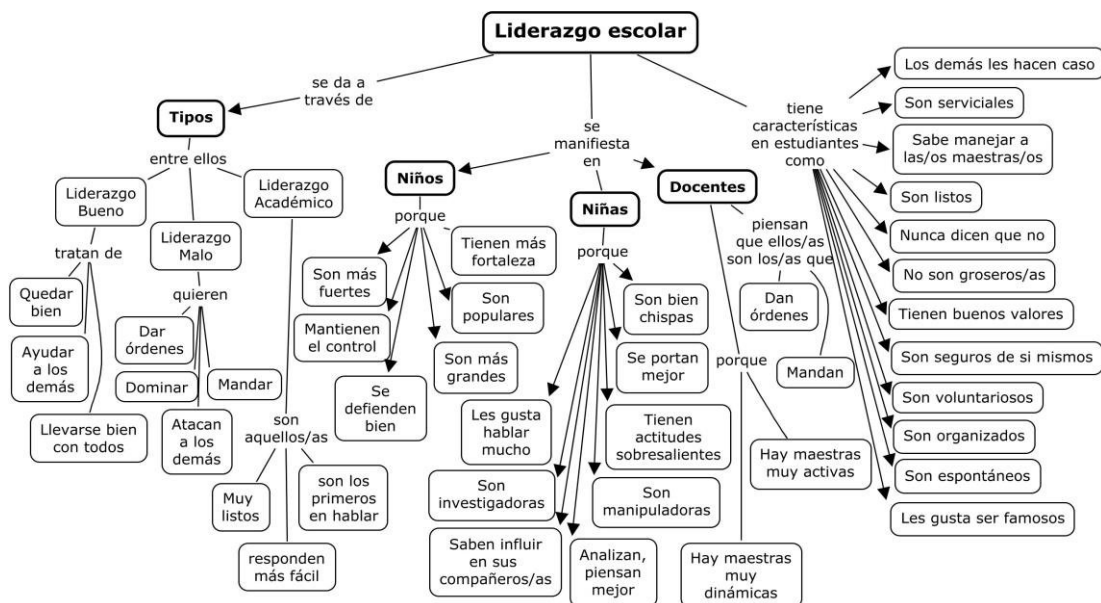 Liderazgo escolar
se da a
través de
Tipos
entre ellos
Liderazgo
Bueno
tratan de
Quedar
bien
Ayudar
a los
demás
Llevarse bien
con todos
Liderazgo
Malo
quieren
Dar
órdenes
Dominar
Mandar
Atacan
a los
demás
Liderazgo
Académico
son
aquellos/as
Muy
listos
responden
más fácil
son los
primeros
en hablar
se
manifiesta
en
Niños
porque
Son más
fuertes
Mantienen
el control
Se
defienden
bien
Son más
grandes
Son
populares
Tienen más
fortaleza
Niñas
porque
Son bien
chispas
Se portan
mejor
Les gusta
hablar
mucho
Tienen
actitudes
sobresalientes
Son
investigadoras
Son
manipuladoras
Saben influir
en sus
compañeros/as
Analizan,
piensan
mejor
Docentes
piensan
que ellos/as
son los/as que
Dan
órdenes
Mandan
porque
Hay maestras
muy activas
Hay maestras
muy
dinámicas
tiene
características
en estudiantes
como
Los demás les hacen caso
Son serviciales
Sabe manejar a
las/os maestras/os
Son listos
Nunca dicen que no
No son groseros/as
Tienen buenos valores
Son seguros de si mismos
Son voluntariosos
Son organizados
Son espontáneos
Les gusta ser famosos